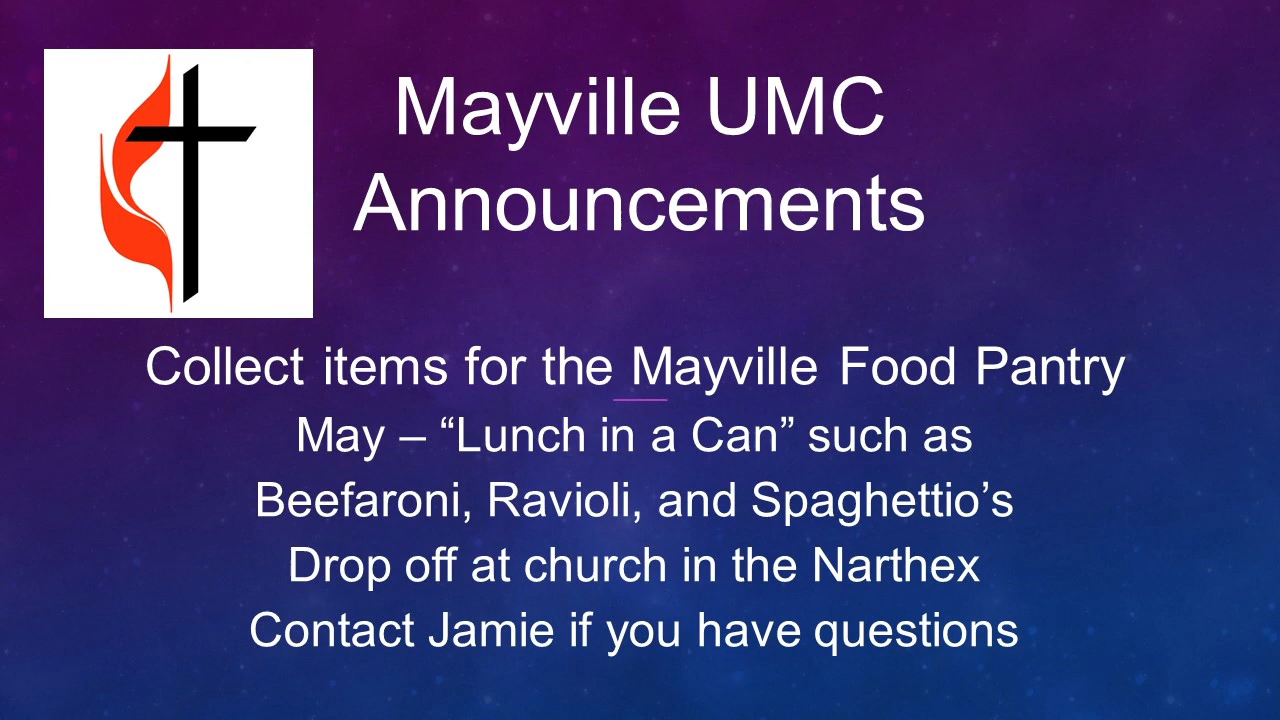 Mayville UMC
Announcements
Collect items for the Mayville Food Pantry
May – “Lunch in a Can” such as
Beefaroni, Ravioli, and Spaghettio’s
Drop off at church in the Narthex
Contact Jamie if you have questions